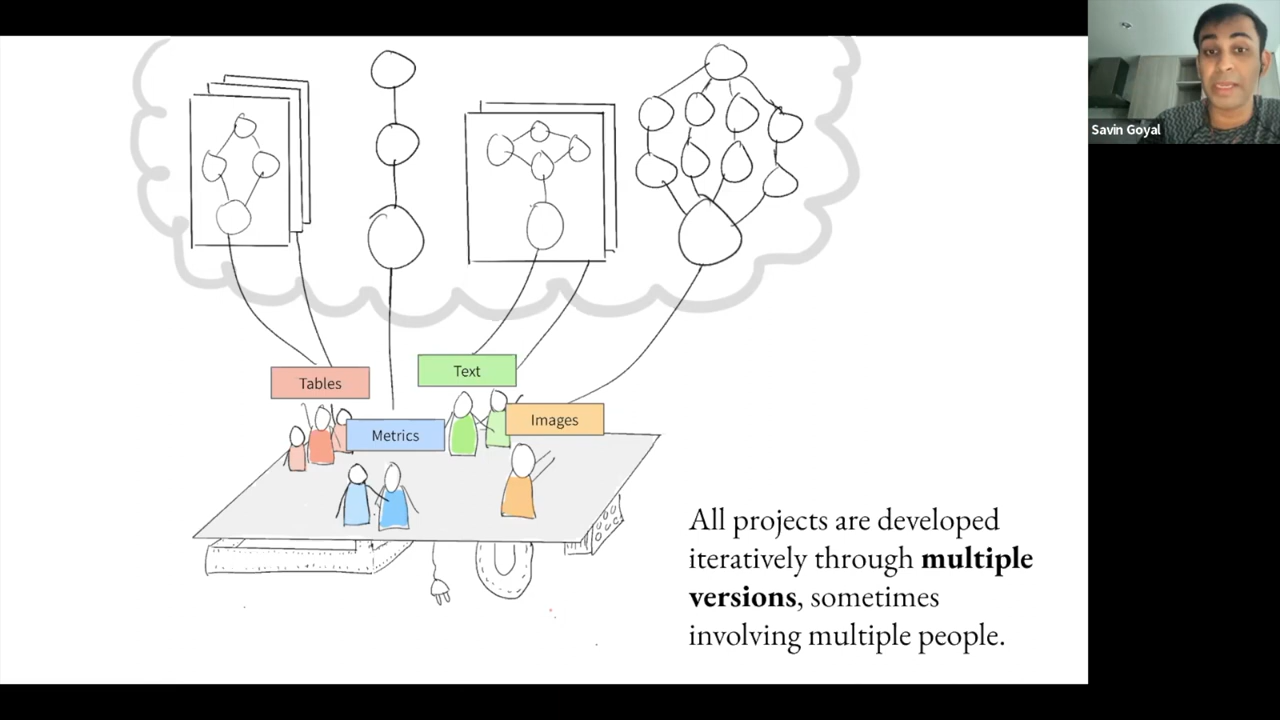 Savin Goyal
Text
Tables
Images
Metrics
All projects are developed
iteratively through multiple
versions, sometimes
involving multiple people.